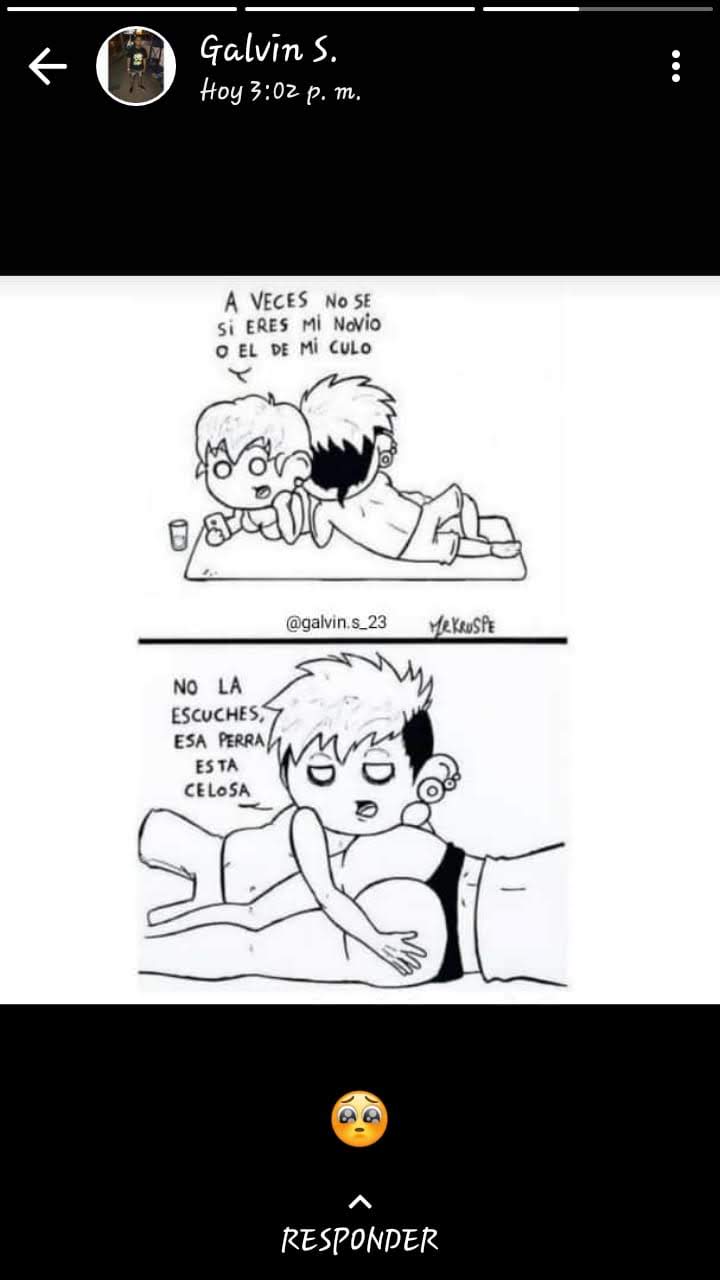 Galvin S.
Hoy 3:02 p. m.
A VECES NO SE
Si ERES Mi NoViO
O EL DE Mi CULO
@galvin.s_23
MRKRUSPE
NO LA
ESCUCHES,
ESA PERRA
ESTA
CELOSA
RESPONDER